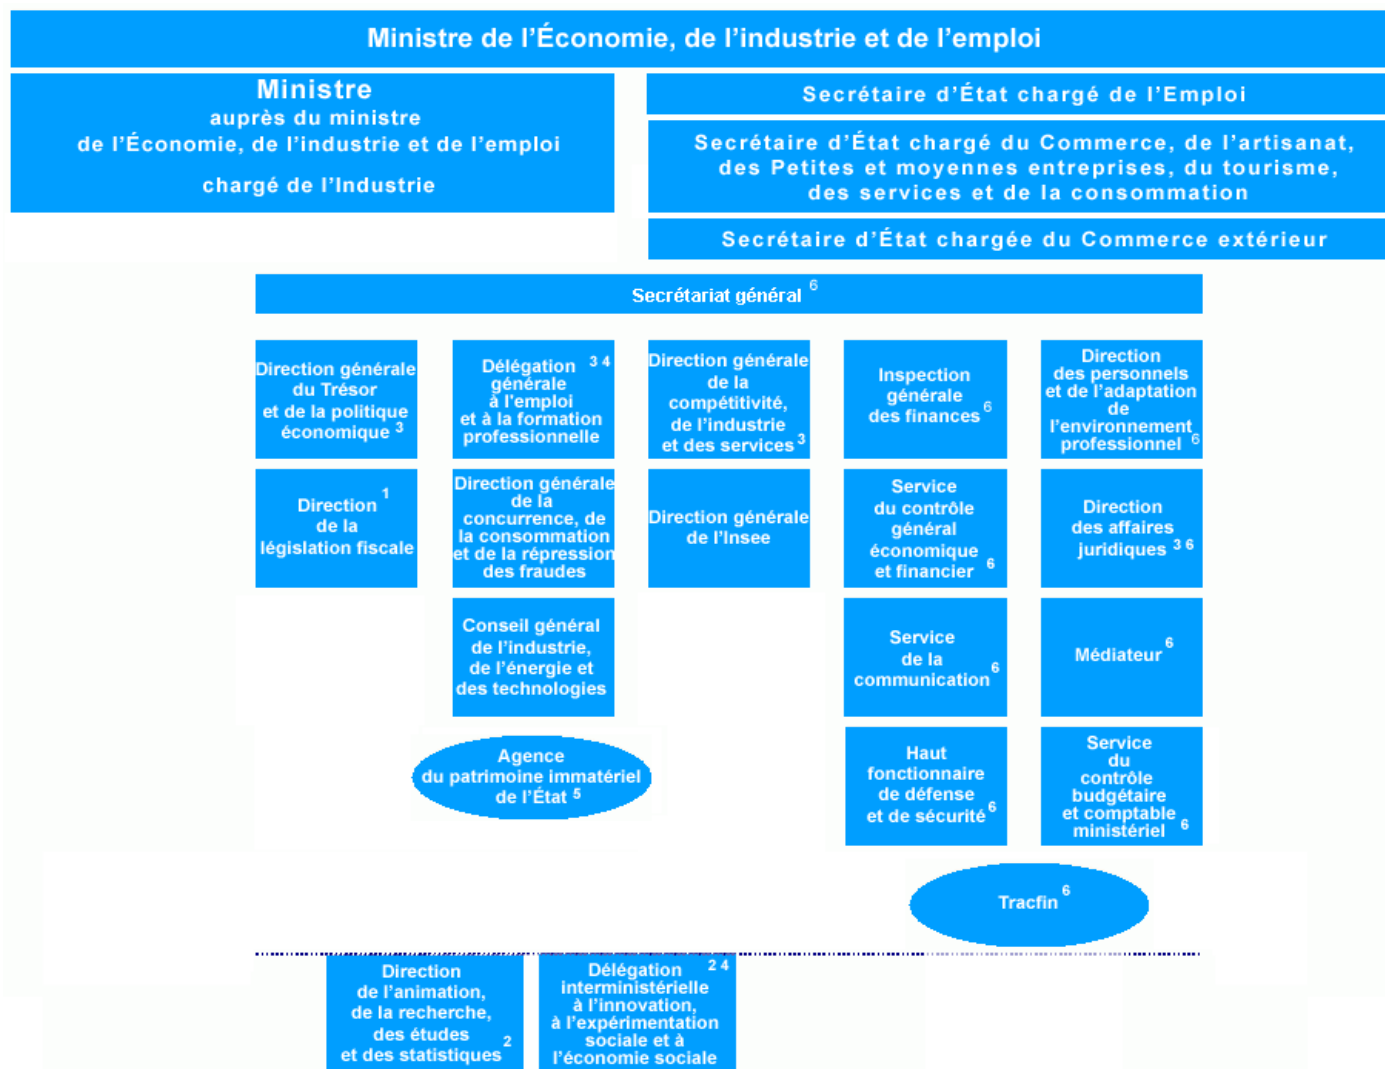 Ministre de l’Économie, de l’industrie et de l’emploi
Ministre
auprès du ministre
de l’Économie, de l’industrie et de l’emploi
chargé de l’Industrie
Secrétaire d’État chargé de l’Emploi
Secrétaire d’État chargé du Commerce, de l’artisanat,
des Petites et moyennes entreprises, du tourisme,
des services et de la consommation
Secrétaire d’État chargée du Commerce extérieur
Secrétariat général 6
Direction générale
du Trésor
et de la politique
économique 3
Délégation 3 4
générale
à l'emploi
et à la formation
professionnelle
Direction générale
de la
compétitivité,
de l’industrie
et des services 3
Inspection
générale
des finances 6
Direction
des personnels
et de l’adaptation
de
l’environnement
professionnel 6
Direction 1
de la
législation fiscale
Direction générale
de la
concurrence, de
la consommation
et de la répression
des fraudes
Direction générale
de l’Insee
Service
du contrôle
général
économique
et financier 6
Direction
des affaires
juridiques 3 6
Conseil général
de l’industrie,
de l’énergie et
des technologies
Service
de la
communication 6
Médiateur 6
Agence
du patrimoine immatériel
de l’État 5
Haut
fonctionnaire
de défense
et de sécurité 6
Service
du
contrôle
budgétaire
et comptable
ministériel 6
Tracfin 6
Direction
de l’animation,
de la recherche,
des études
et des statistiques 2
Délégation 2 4
interministérielle
à l’innovation,
à l’expérimentation
sociale et à
l’économie sociale